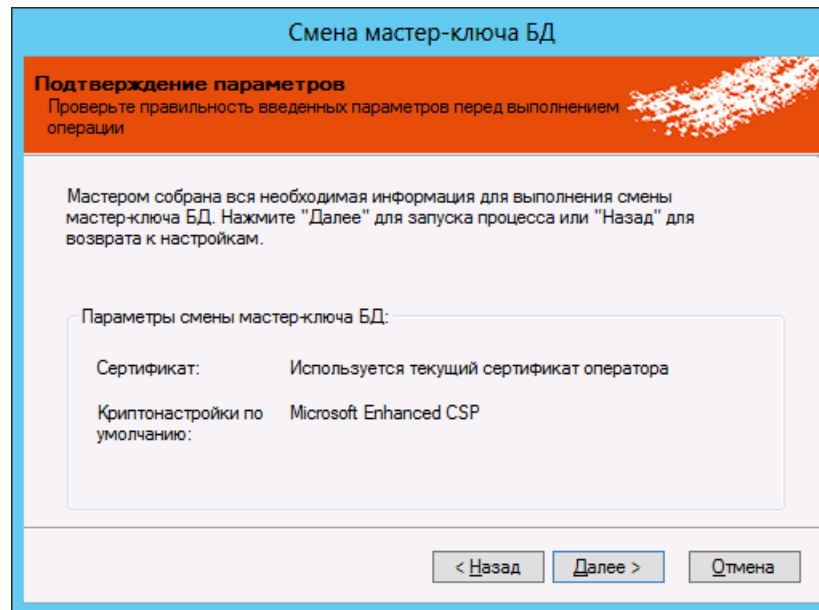 Смена мастер-ключа БД
Подтверждение параметров
Проверьте правильность введенных параметров перед выполнением
операции
Мастером собрана вся необходимая информация для выполнения смены
мастер-ключа БД. Нажмите "Далее" для запуска процесса или "Назад" для
возврата к настройкам.
Параметры смены мастер-ключа БД:
Сертификат: Используется текущий сертификат оператора
Криптонастройки по Microsoft Enhanced CSP
умолчанию:
< Назад Далее > Отмена